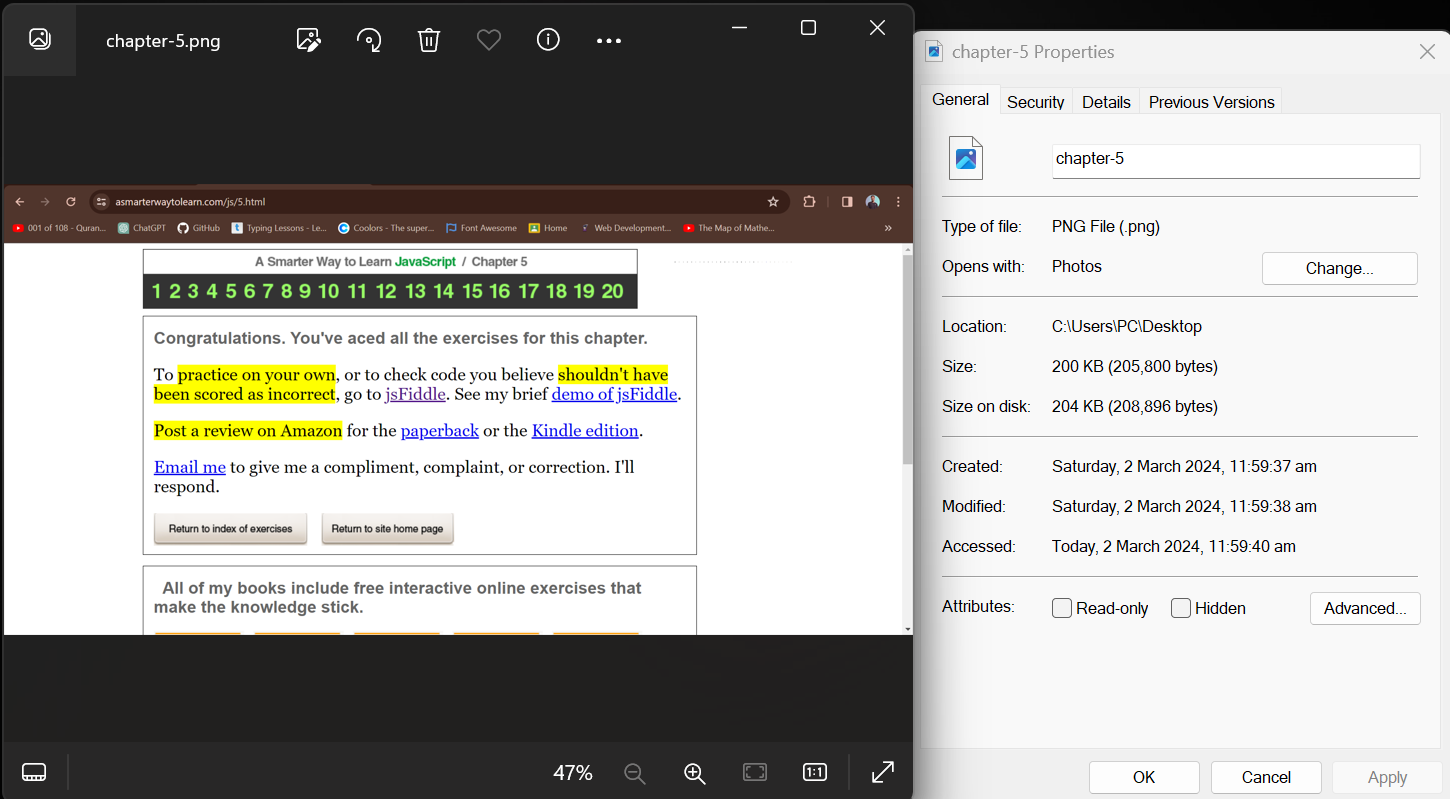 chapter-5.png
asmarterwaytolearn.com/js/5.html
001 of 108 - Quran... ChatGPT GitHub Typing Lessons - Le... Coolors - The super... Font Awesome Home Web Development... The Map of Mathe... »
A Smarter Way to Learn JavaScript / Chapter 5
1 2 3 4 5 6 7 8 9 10 11 12 13 14 15 16 17 18 19 20
Congratulations. You've aced all the exercises for this chapter.
To practice on your own, or to check code you believe shouldn't have
been scored as incorrect, go to jsFiddle. See my brief demo of jsFiddle.
Post a review on Amazon for the paperback or the Kindle edition.
Email me to give me a compliment, complaint, or correction. I'll
respond.
Return to index of exercises Return to site home page
All of my books include free interactive online exercises that
make the knowledge stick.
47% 1:1
chapter-5 Properties
General Security Details Previous Versions
chapter-5
Type of file: PNG File (.png)
Opens with: Photos Change...
Location: C:\Users\PC\Desktop
Size: 200 KB (205,800 bytes)
Size on disk: 204 KB (208,896 bytes)
Created: Saturday, 2 March 2024, 11:59:37 am
Modified: Saturday, 2 March 2024, 11:59:38 am
Accessed: Today, 2 March 2024, 11:59:40 am
Attributes: Read-only Hidden Advanced...
OK Cancel Apply